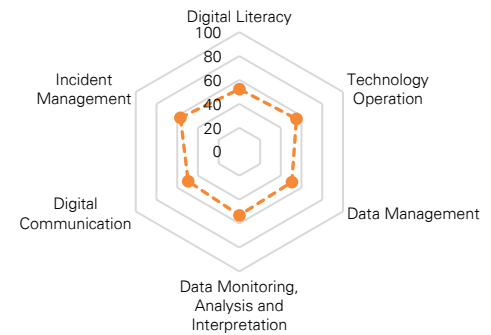 Digital Literacy
100
80
60
40
20
0
Technology
Operation
Data Management
Data Monitoring,
Analysis and
Interpretation
Digital
Communication
Incident
Management